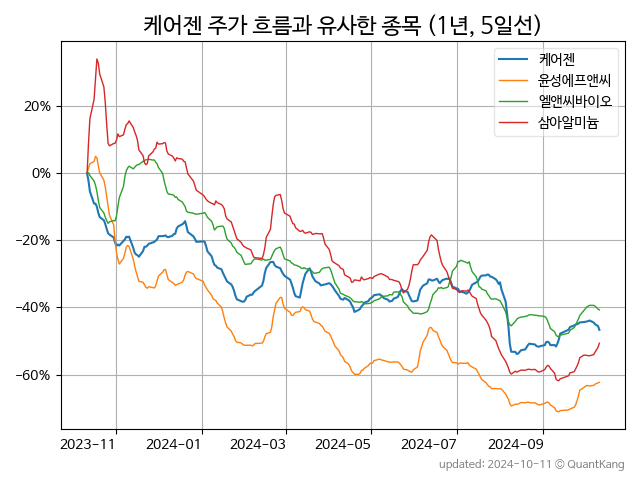 케어젠 주가 흐름과 유사한 종목 (1년, 5일선)
케어젠
윤성에프앤씨
엘앤씨바이오
삼아알미늄
20%
0%
−20%
−40%
−60%
2023-11
2024-01
2024-03
2024-05
2024-07
2024-09
updated: 2024-10-11 © QuantKang